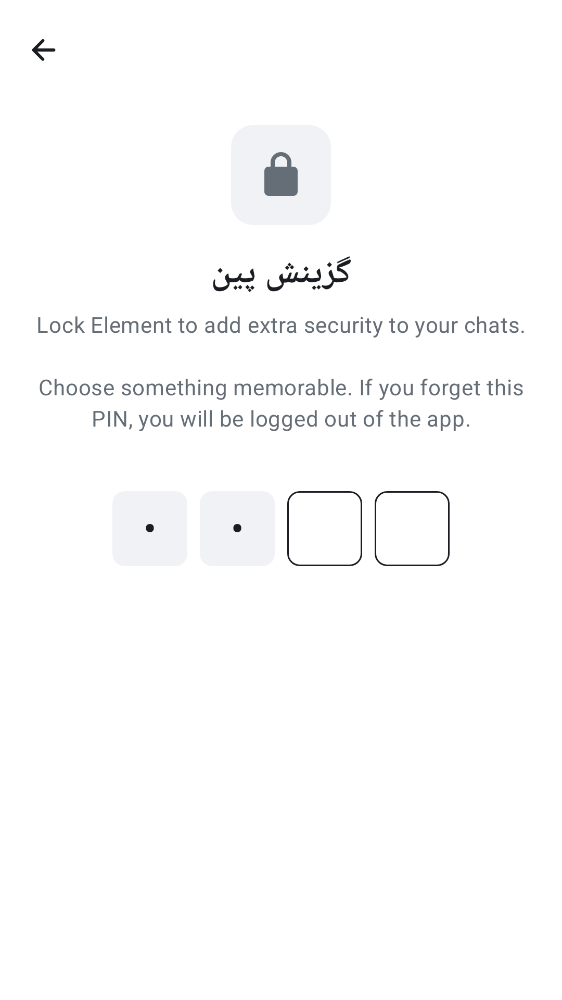 گزینش پین
Lock Element to add extra security to your chats.
Choose something memorable. If you forget this
PIN, you will be logged out of the app.